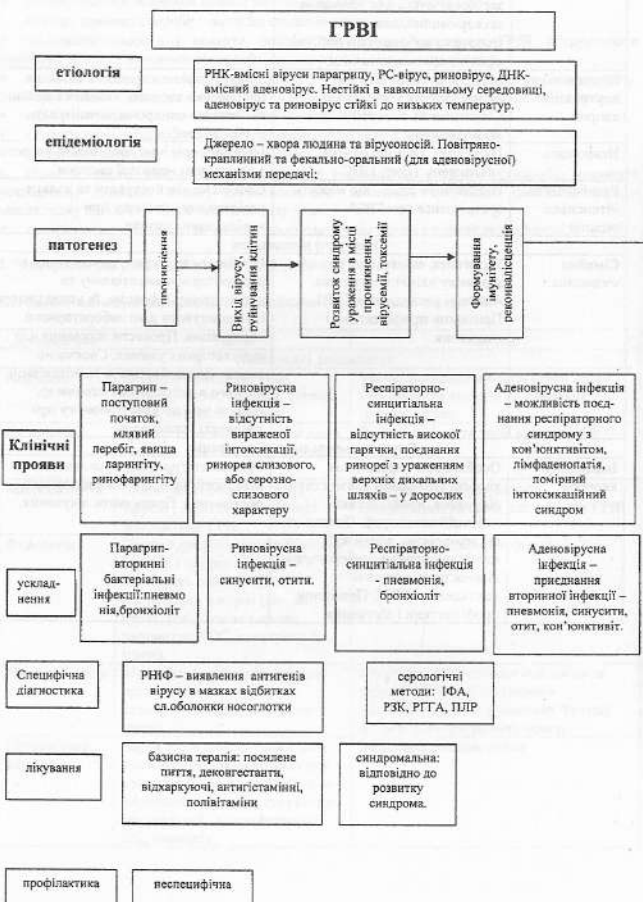 ГРВІ
етіологія
РНК-вмісні віруси парагрипу, РС-вірус, риновірус, ДНК-
вмісний аденовірус. Нестійкі в навколишньому середовищі,
аденовірус та риновірус стійкі до низьких температур.
епідеміологія
Джерело – хвора людина та вірусоносій. Повітряно-
краплинний та фекально-оральний (для аденовірусної)
механізми передачі;
патогенез
проникнення
Вихід вірусу,
руйнування клітин
Розвиток синдрому
ураження в місці
проникнення,
вірусемії, токсемії
Формування
імунітету,
реконвалісценція
Клінічні
прояви
Парагрип –
поступовий
початок,
млявий
перебіг, явища
ларингіту,
ринофарингіту
Риновірусна
інфекція -
відсутність
вираженої
інтоксикації,
ринорея слизового,
або серозно-
слизового
характеру
Респіраторно-
синцитіальна
інфекція -
відсутність високої
гарячки, поєднання
ринореї з ураженням
верхніх дихальних
шляхів – у дорослих
Аденовірусна інфекція
– можливість поєд-
нання респіраторного
синдрому з
кон’юнктивітом,
лімфаденопатія,
помірний
інтоксикаційний
синдром
усклад-
нення
Парагрип-
вторинні
бактеріальні
інфекції:пневмо
нія,бронхіоліт
Риновірусна
інфекція –
синусити, отити.
Респіраторно-
синцитіальна інфекція
- пневмонія,
бронхіоліт
Аденовірусна
інфекція –
приєднання
вторинної інфекції –
пневмонія, синусити,
отит, кон’юнктивіт.
Специфічна
діагностика
РНІФ – виявлення антигенів
вірусу в мазках відбитках
сл.оболонки носоглотки
серологічні
методи: ІФА,
РЗК, РГГА, ПЛР
лікування
базисна терапія: посилене
пиття, деконгестанти,
відхаркуючі, антигістамінні,
полівітаміни
синдромальна:
відповідно до
розвитку
синдрома.
профілактика
неспецифічна